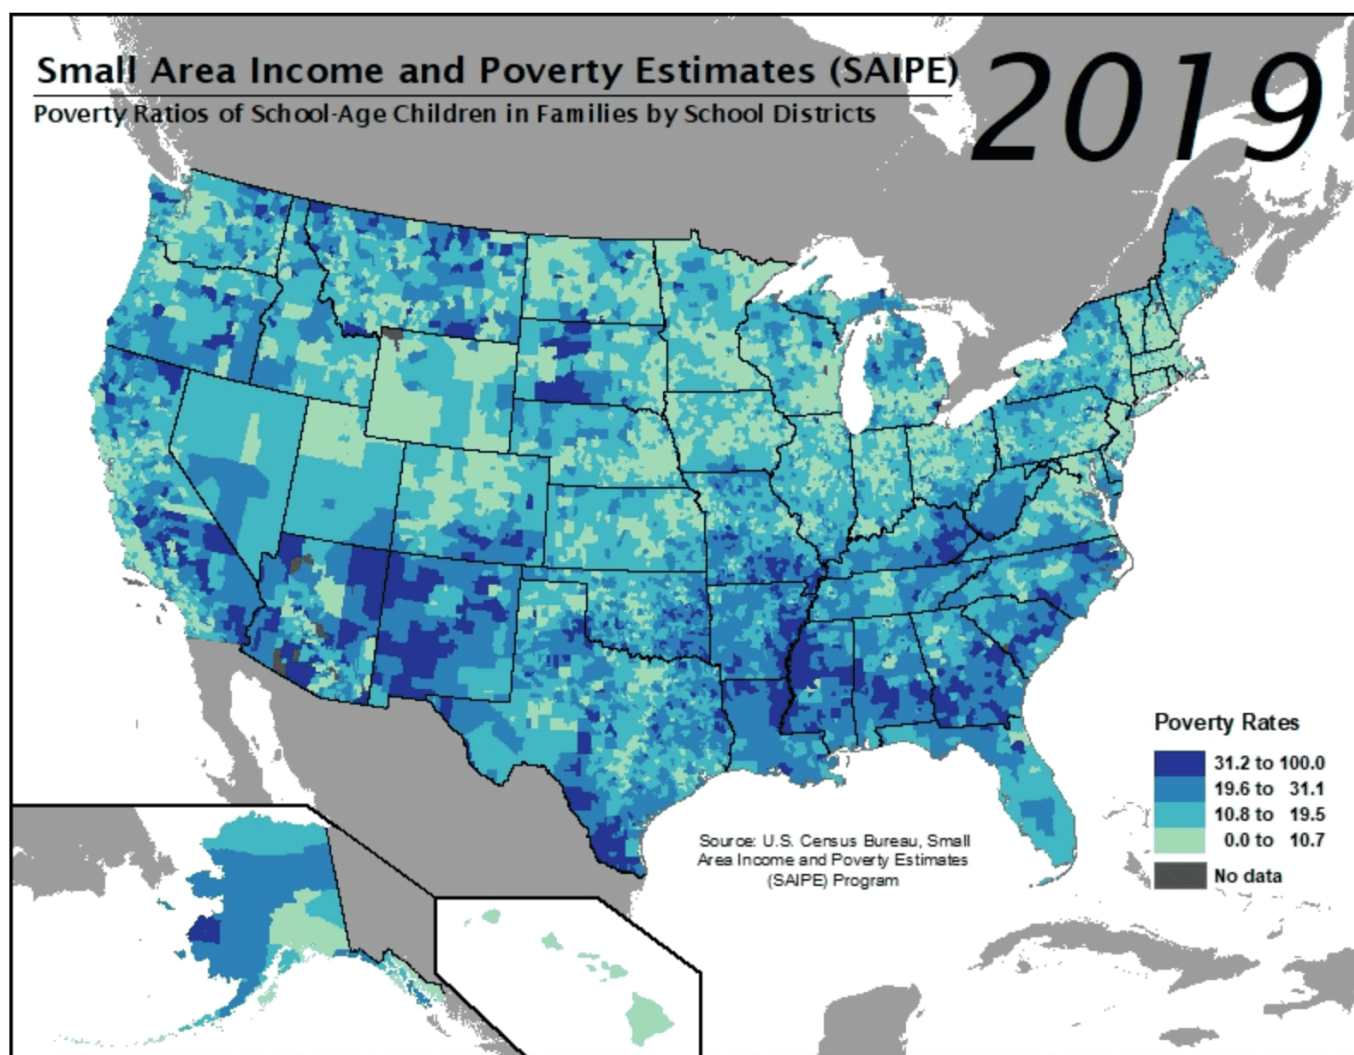 Small Area Income and Poverty Estimates (SAIPE)
Poverty Ratios of School-Age Children in Families by School Districts
2019
Poverty Rates
31.2 to 100.0
19.6 to 31.1
10.8 to 19.5
0.0 to 10.7
No data
Source: U.S. Census Bureau, Small
Area Income and Poverty Estimates
(SAIPE) Program